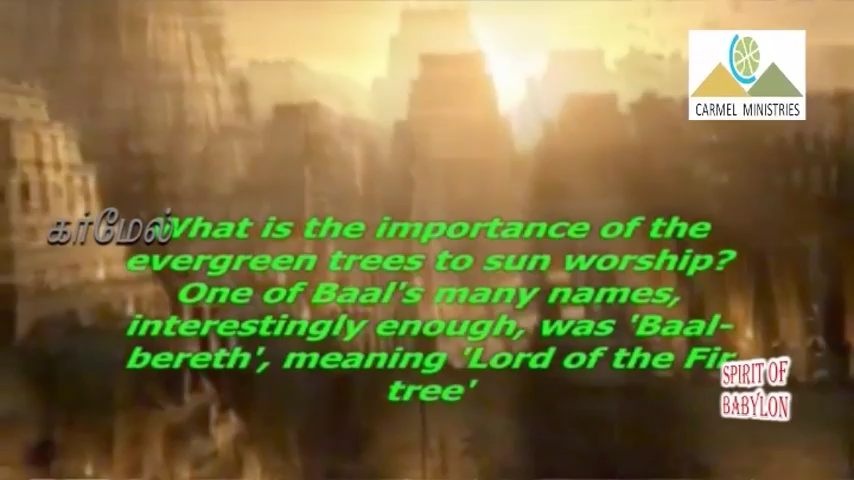 CARMEL MINISTRIES
கர்மேல்
What is the importance of the
evergreen trees to sun worship?
One of Baal's many names,
interestingly enough, was 'Baal-
bereth', meaning 'Lord of the Fir
tree'
SPIRIT OF
BABYLON